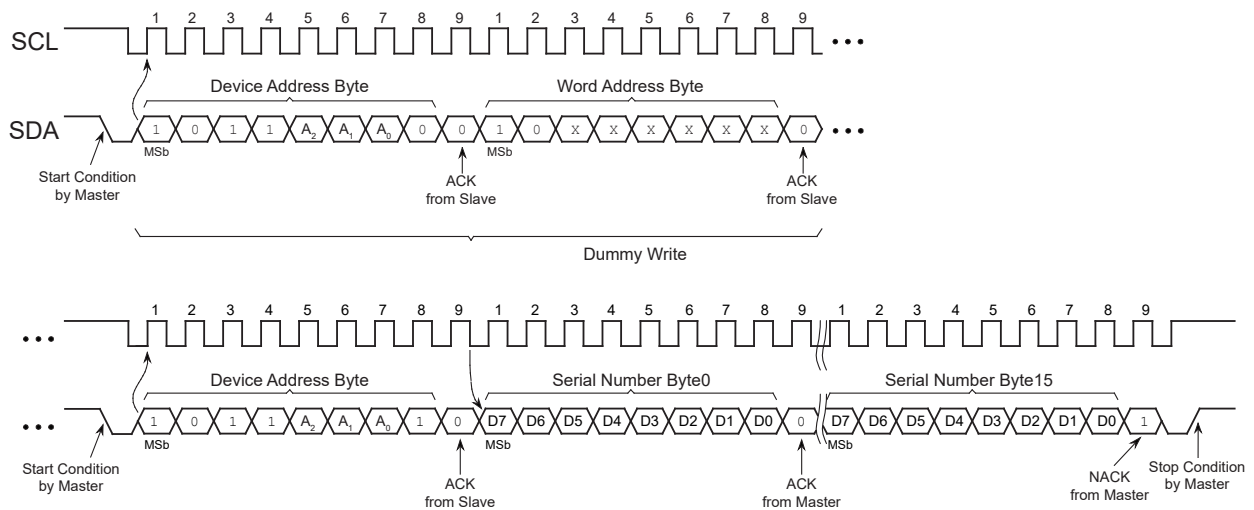 1 2 3 4 5 6 7 8 9 1 2 3 4 5 6 7 8 9
SCL
•••
Device Address Byte Word Address Byte
SDA
1 0 1 1 A2 A1 A0 0 0 1 0 X X X X X X 0
•••
MSb MSb
Start Condition
by Master
ACK
from Slave
ACK
from Slave
Dummy Write
1 2 3 4 5 6 7 8 9 1 2 3 4 5 6 7 8 9 1 2 3 4 5 6 7 8 9
•••
Device Address Byte Serial Number Byte0 Serial Number Byte15
•••
1 0 1 1 A2 A1 A0 1 0 D7 D6 D5 D4 D3 D2 D1 D0 0 D7 D6 D5 D4 D3 D2 D1 D0 1
MSb MSb MSb
Start Condition
by Master
ACK
from Slave
ACK
from Master
NACK
from Master
Stop Condition
by Master